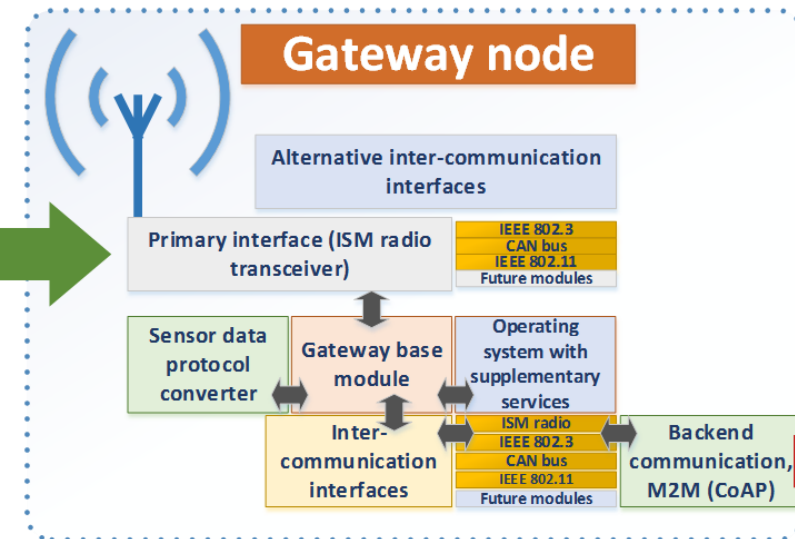 Gateway node
Alternative inter-communication
interfaces
Primary interface (ISM radio
transceiver)
IEEE 802.3
CAN bus
IEEE 802.11
Future modules
Sensor data
protocol
converter
Gateway base
module
Operating
system with
supplementary
services
Inter-
communication
interfaces
ISM radio
IEEE 802.3
CAN bus
IEEE 802.11
Future modules
Backend
communication,
M2M (CoAP)